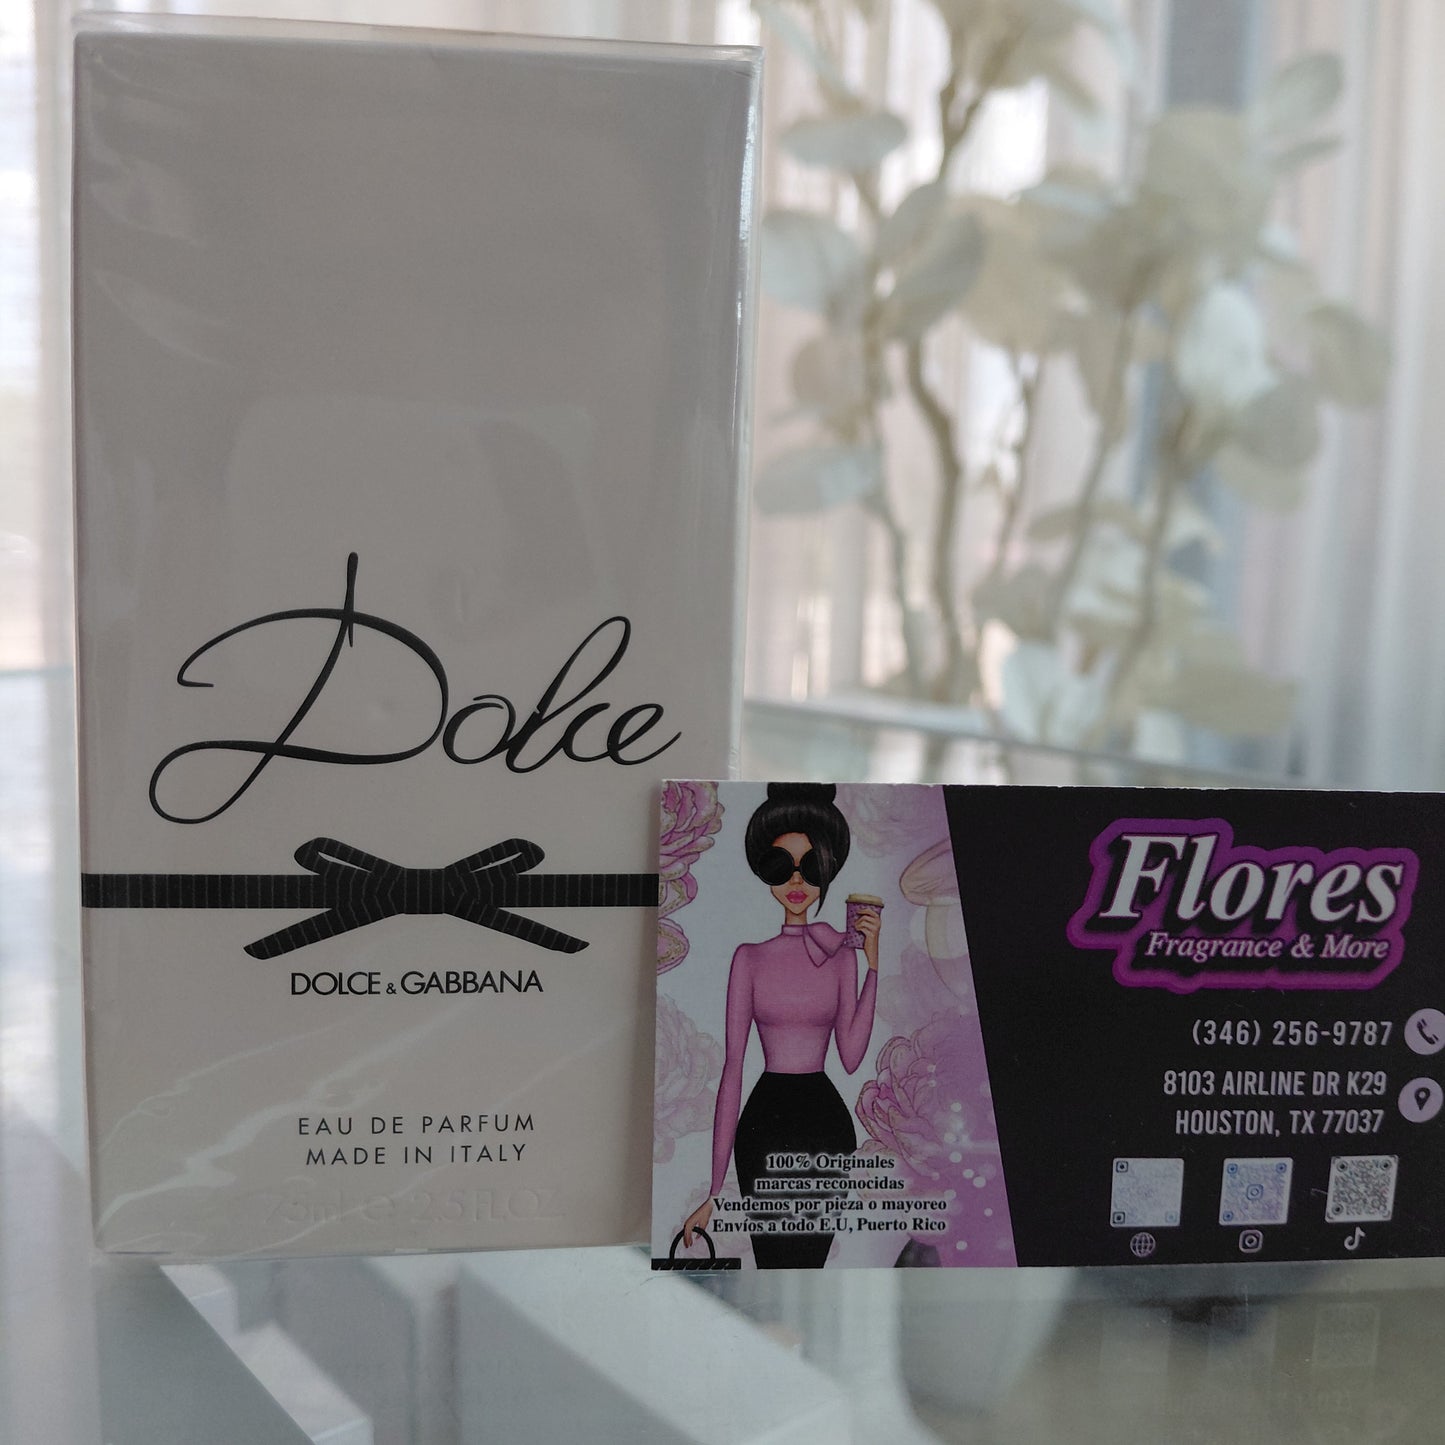 Dolce
DOLCE & GABBANA
EAU DE PARFUM
MADE IN ITALY
75ml e 2.5 FL.OZ
Flores
Fragrance & More
(346) 256-9787
8103 AIRLINE DR K29
HOUSTON, TX 77037
100% Originales
marcas reconocidas
Vendemos por pieza o mayoreo
Envíos a todo E.U, Puerto Rico